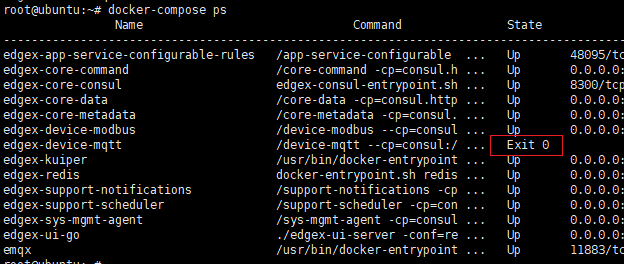 root@ubuntu:~# docker-compose ps
Name Command State
--------------------------------------------------------------------------------
edgex-app-service-configurable-rules /app-service-configurable ... Up 48095/tc
edgex-core-command /core-command -cp=consul.h ... Up 0.0.0.0:
edgex-core-consul edgex-consul-entrypoint.sh ... Up 8300/tcp
edgex-core-data /core-data -cp=consul.http ... Up 0.0.0.0:
edgex-core-metadata /core-metadata -cp=consul. ... Up 0.0.0.0:
edgex-device-modbus /device-modbus --cp=consul ... Up 0.0.0.0:
edgex-device-mqtt /device-mqtt --cp=consul:/ ... Exit 0
edgex-kuiper /usr/bin/docker-entrypoint ... Up 0.0.0.0:
edgex-redis docker-entrypoint.sh redis ... Up 0.0.0.0:
edgex-support-notifications /support-notifications -cp ... Up 0.0.0.0:
edgex-support-scheduler /support-scheduler -cp=con ... Up 0.0.0.0:
edgex-sys-mgmt-agent /sys-mgmt-agent -cp=consul ... Up 0.0.0.0:
edgex-ui-go ./edgex-ui-server -conf=re ... Up 0.0.0.0:
emqx /usr/bin/docker-entrypoint ... Up 11883/tc
root@ubuntu:~#